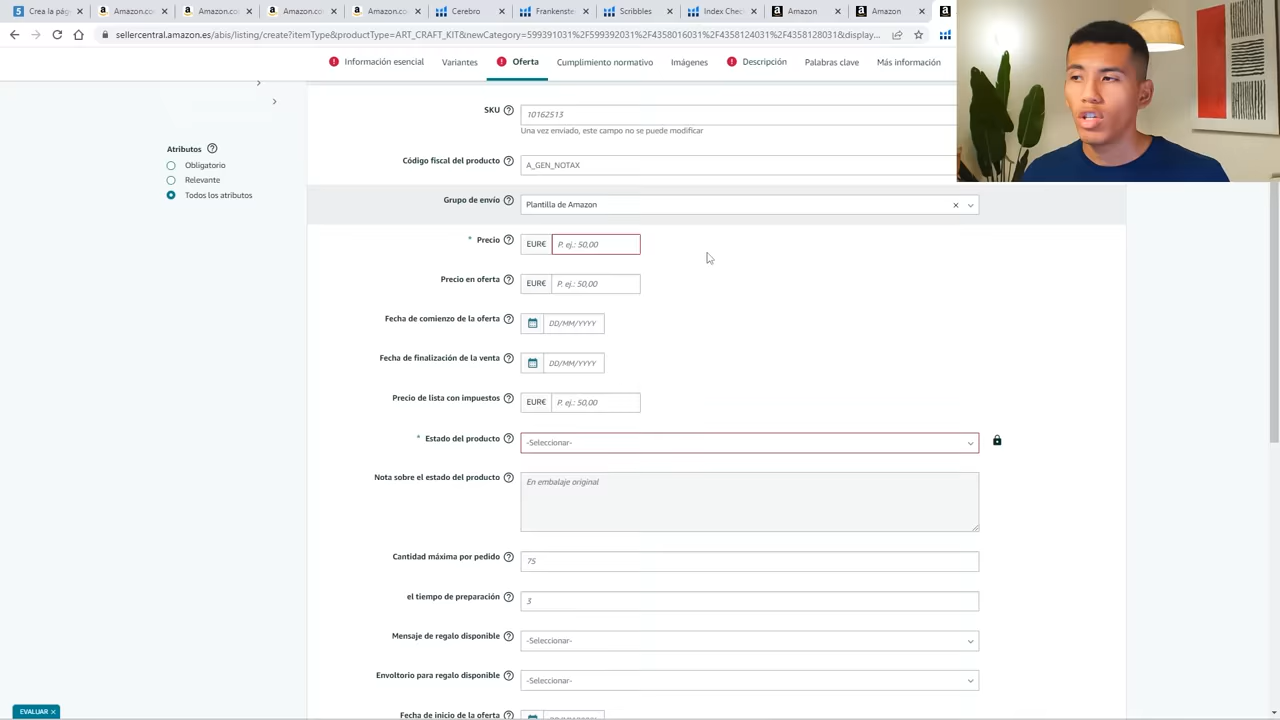 Crea la pág
Amazon.co
Amazon.co
Amazon.co
Amazon.c
Cerebro
Frankenste
Scribbles
Index Chec
Amazon
Amazon
sellercentral.amazon.es/abis/listing/create?itemType&productType=ART_CRAFT_KIT&newCategory=599391031%2F599392031%2F4358016031%2F4358124031%2F4358128031&display...
Información esencial
Variantes
Oferta
Cumplimiento normativo
Imágenes
Descripción
Palabras clave
Más información
Atributos
Obligatorio
Relevante
Todos los atributos
SKU
10162513
Una vez enviado, este campo no se puede modificar
Código fiscal del producto
A_GEN_NOTAX
Grupo de envío
Plantilla de Amazon
* Precio
EUR€ P. ej.: 50,00
Precio en oferta
EUR€ P. ej.: 50,00
Fecha de comienzo de la oferta
DD/MM/YYYY
Fecha de finalización de la venta
DD/MM/YYYY
Precio de lista con impuestos
EUR€ P. ej.: 50,00
* Estado del producto
-Seleccionar-
Nota sobre el estado del producto
En embalaje original
Cantidad máxima por pedido
75
el tiempo de preparación
3
Mensaje de regalo disponible
-Seleccionar-
Envoltorio para regalo disponible
-Seleccionar-
Fecha de inicio de la oferta
EVALUAR